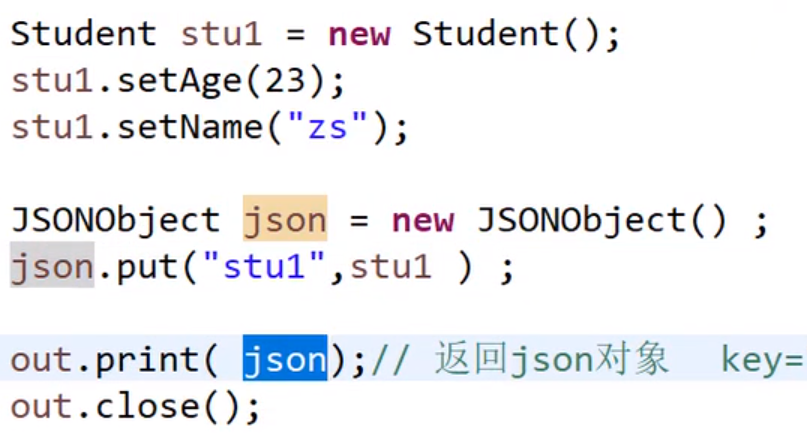 Student stu1 = new Student();
stu1.setAge(23);
stu1.setName("zs");
JSONObject json = new JSONObject() ;
json.put("stu1",stu1 ) ;
out.print( json);// 返回json对象  key=
out.close();